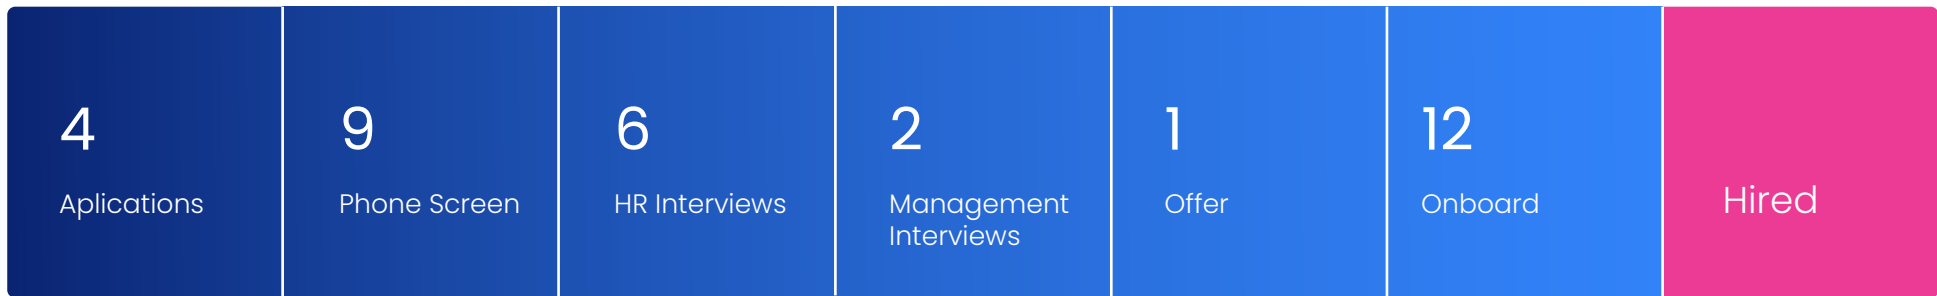 4
Aplications
9
Phone Screen
6
HR Interviews
2
Management
Interviews
1
Offer
12
Onboard
Hired